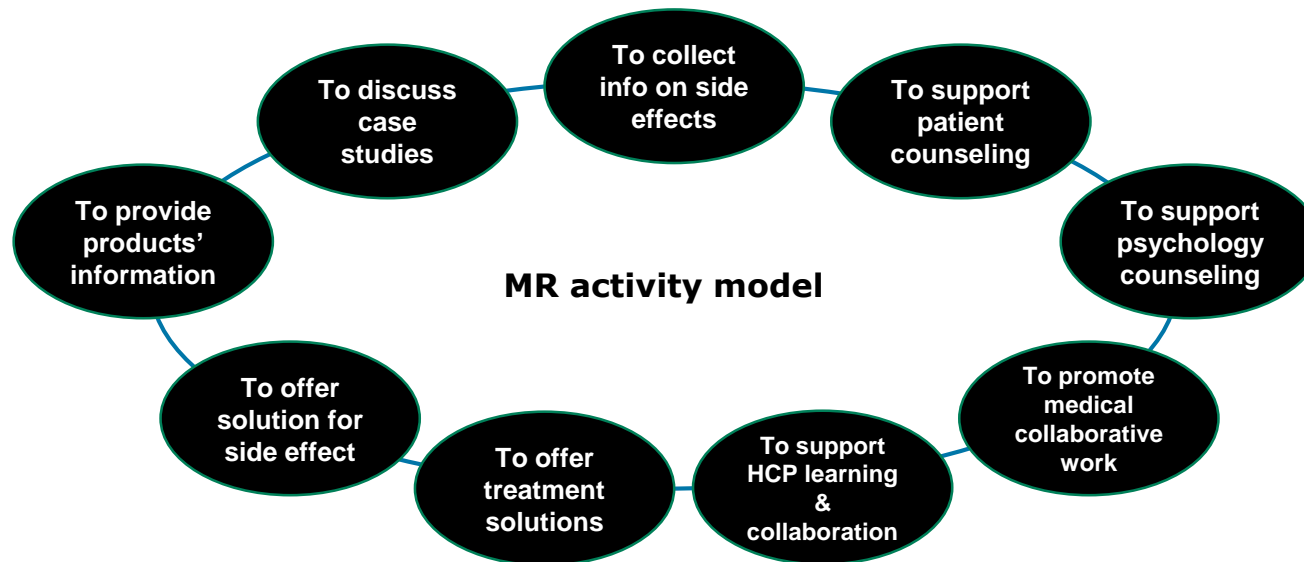 To collect
info on side
effects
To discuss
case
studies
To support
patient
counseling
To provide
products’
information
To support
psychology
counseling
MR activity model
To offer
solution for
side effect
To promote
medical
collaborative
work
To offer
treatment
solutions
To support
HCP learning
&
collaboration